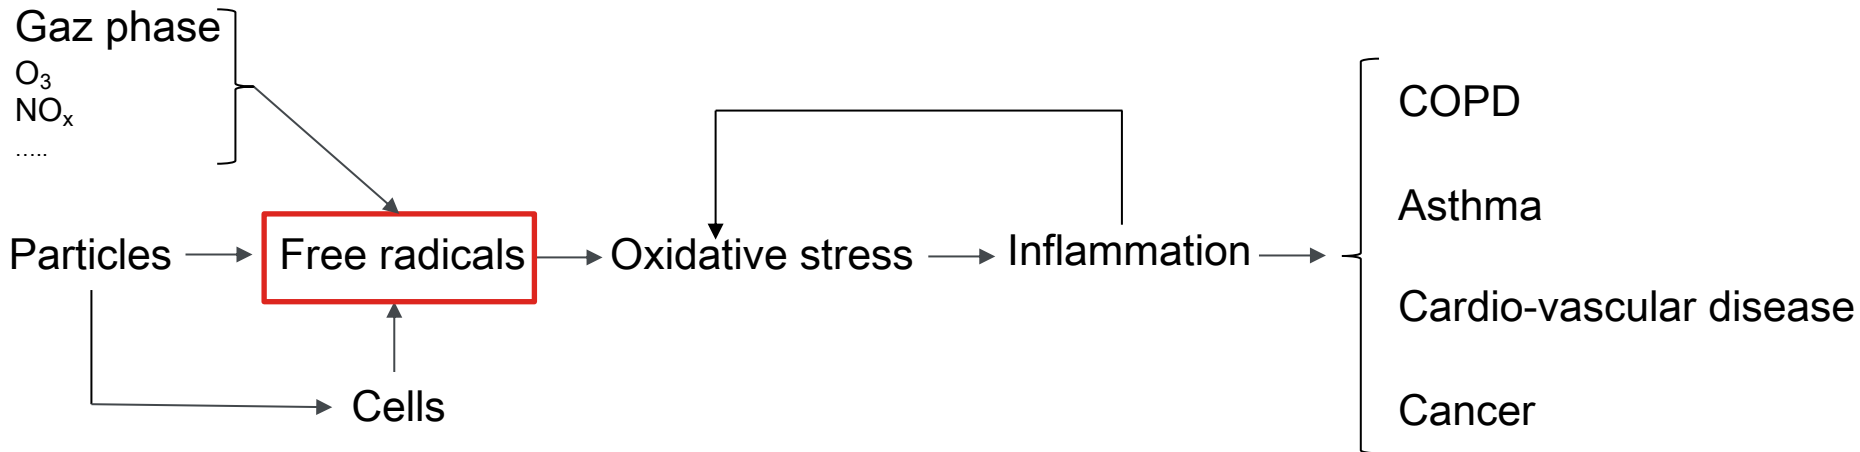 Gaz phase
O₃
NOₓ
.....
Particles
Free radicals
Oxidative stress
Inflammation
Cells
COPD
Asthma
Cardio-vascular disease
Cancer